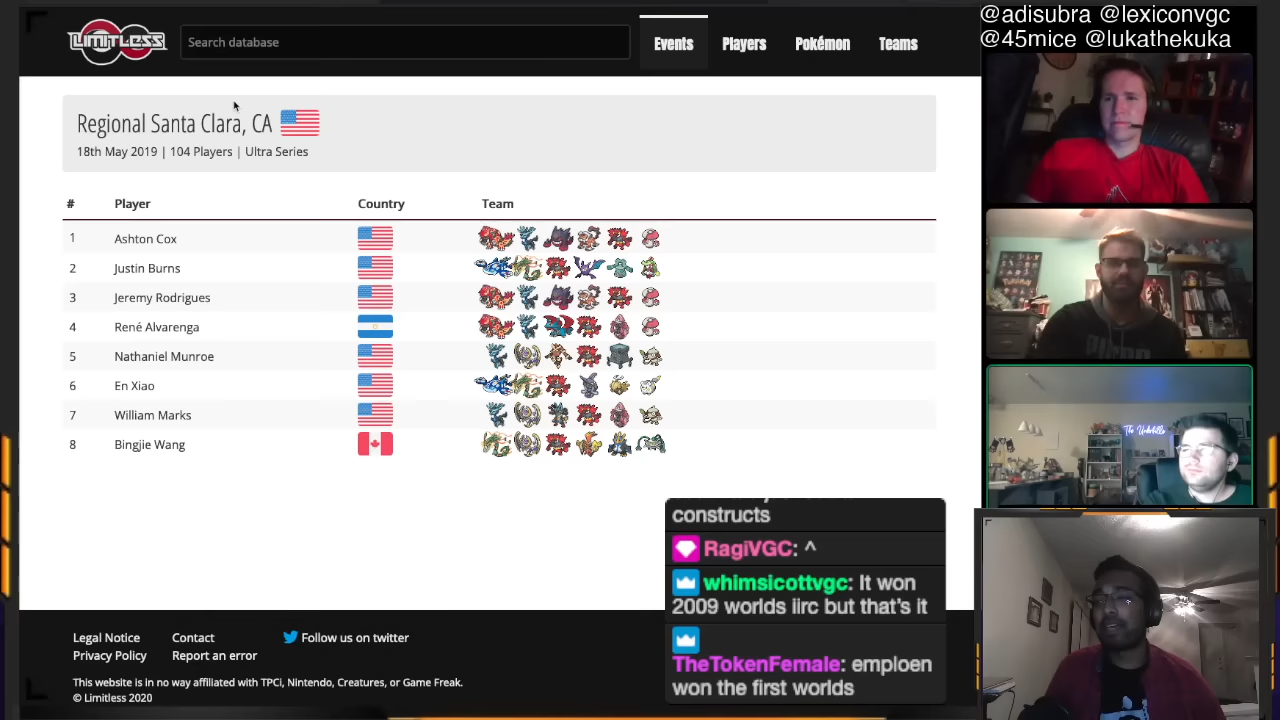 LIMITLESS
Search database
Events
Players
Pokémon
Teams
@adisubra @lexiconvgc
@45mice @lukathekuka
Regional Santa Clara, CA
18th May 2019 | 104 Players | Ultra Series
# Player Country Team
1 Ashton Cox
2 Justin Burns
3 Jeremy Rodrigues
4 René Alvarenga
5 Nathaniel Munroe
6 En Xiao
7 William Marks
8 Bingjie Wang
constructs
RagiVGC: ^
whimsicottvgc: It won
2009 worlds iirc but that's it
TheTokenFemale: emploen
won the first worlds
Legal Notice
Contact
Follow us on twitter
Privacy Policy
Report an error
This website is in no way affiliated with TPCi, Nintendo, Creatures, or Game Freak.
© Limitless 2020